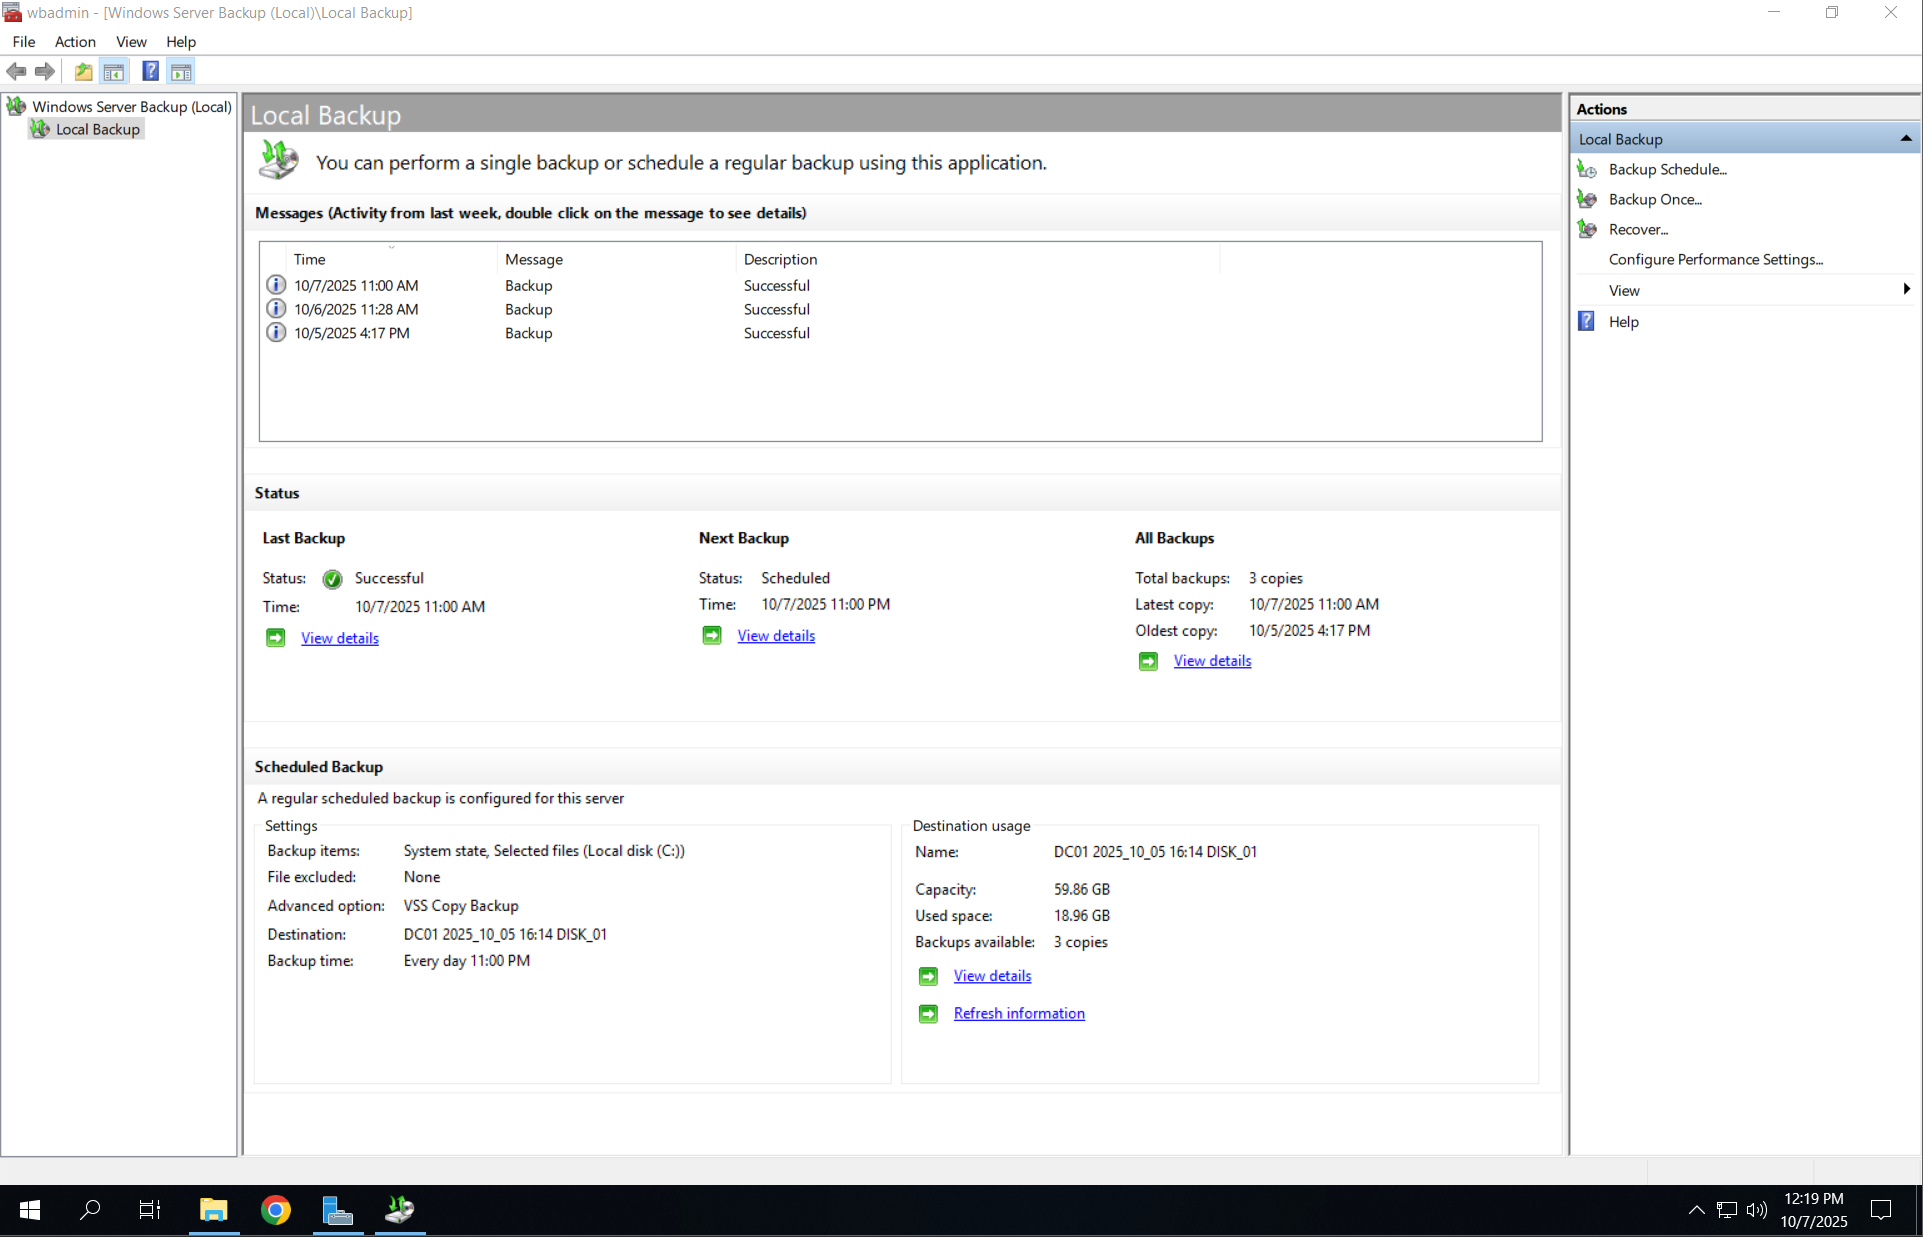 wbadmin - [Windows Server Backup (Local)\Local Backup]
File Action View Help
Windows Server Backup (Local)
Local Backup
Local Backup
You can perform a single backup or schedule a regular backup using this application.
Messages (Activity from last week, double click on the message to see details)
Time Message Description
10/7/2025 11:00 AM Backup Successful
10/6/2025 11:28 AM Backup Successful
10/5/2025 4:17 PM Backup Successful
Status
Last Backup
Status: Successful
Time: 10/7/2025 11:00 AM
View details
Next Backup
Status: Scheduled
Time: 10/7/2025 11:00 PM
View details
All Backups
Total backups: 3 copies
Latest copy: 10/7/2025 11:00 AM
Oldest copy: 10/5/2025 4:17 PM
View details
Scheduled Backup
A regular scheduled backup is configured for this server
Settings
Backup items: System state, Selected files (Local disk (C:))
File excluded: None
Advanced option: VSS Copy Backup
Destination: DC01 2025_10_05 16:14 DISK_01
Backup time: Every day 11:00 PM
Destination usage
Name: DC01 2025_10_05 16:14 DISK_01
Capacity: 59.86 GB
Used space: 18.96 GB
Backups available: 3 copies
View details
Refresh information
Actions
Local Backup
Backup Schedule...
Backup Once...
Recover...
Configure Performance Settings...
View
Help
12:19 PM
10/7/2025